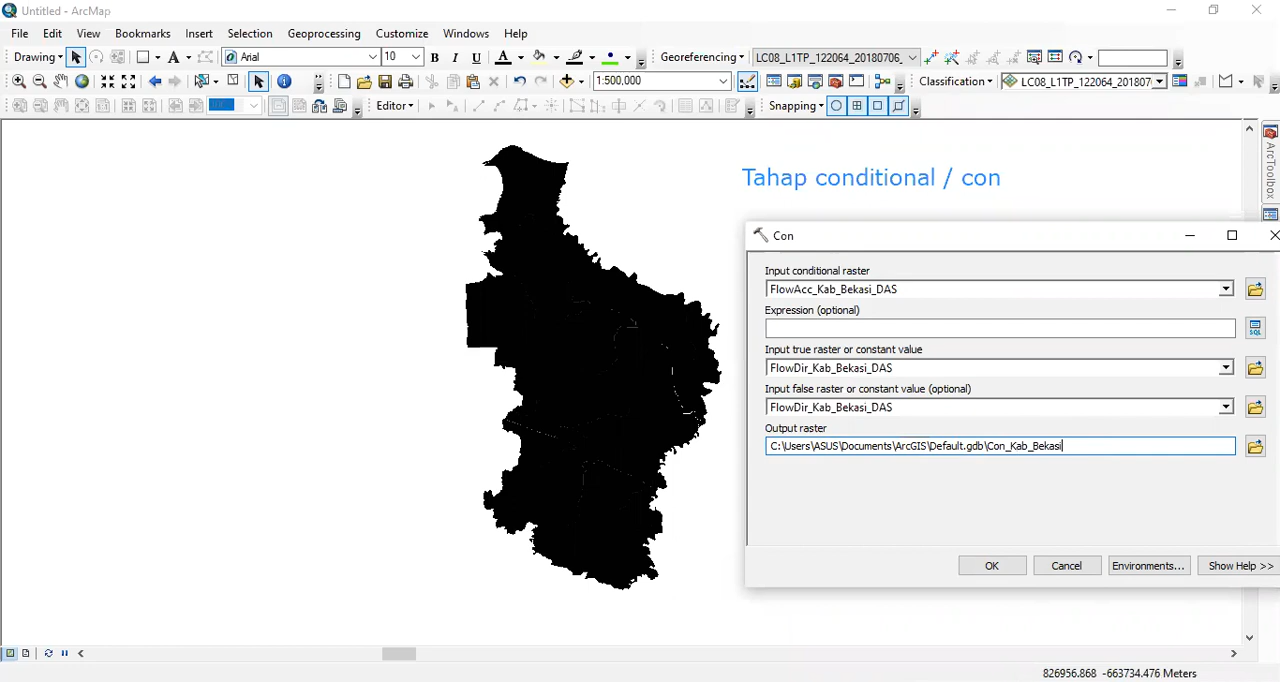 Untitled - ArcMap
File Edit View Bookmarks Insert Selection Geoprocessing Customize Windows Help
Drawing Arial 10 B I U A Georeferencing LC08_L1TP_122064_20180706_
1:500.000 Classification LC08_L1TP_122064_201807
Editor Snapping
ArcToolbox
Tahap conditional / con
Con
Input conditional raster
FlowAcc_Kab_Bekasi_DAS
Expression (optional)
SQL
Input true raster or constant value
FlowDir_Kab_Bekasi_DAS
Input false raster or constant value (optional)
FlowDir_Kab_Bekasi_DAS
Output raster
C:\Users\ASUS\Documents\ArcGIS\Default.gdb\Con_Kab_Bekasi
OK Cancel Environments... Show Help >>
826956.868 -663734.476 Meters